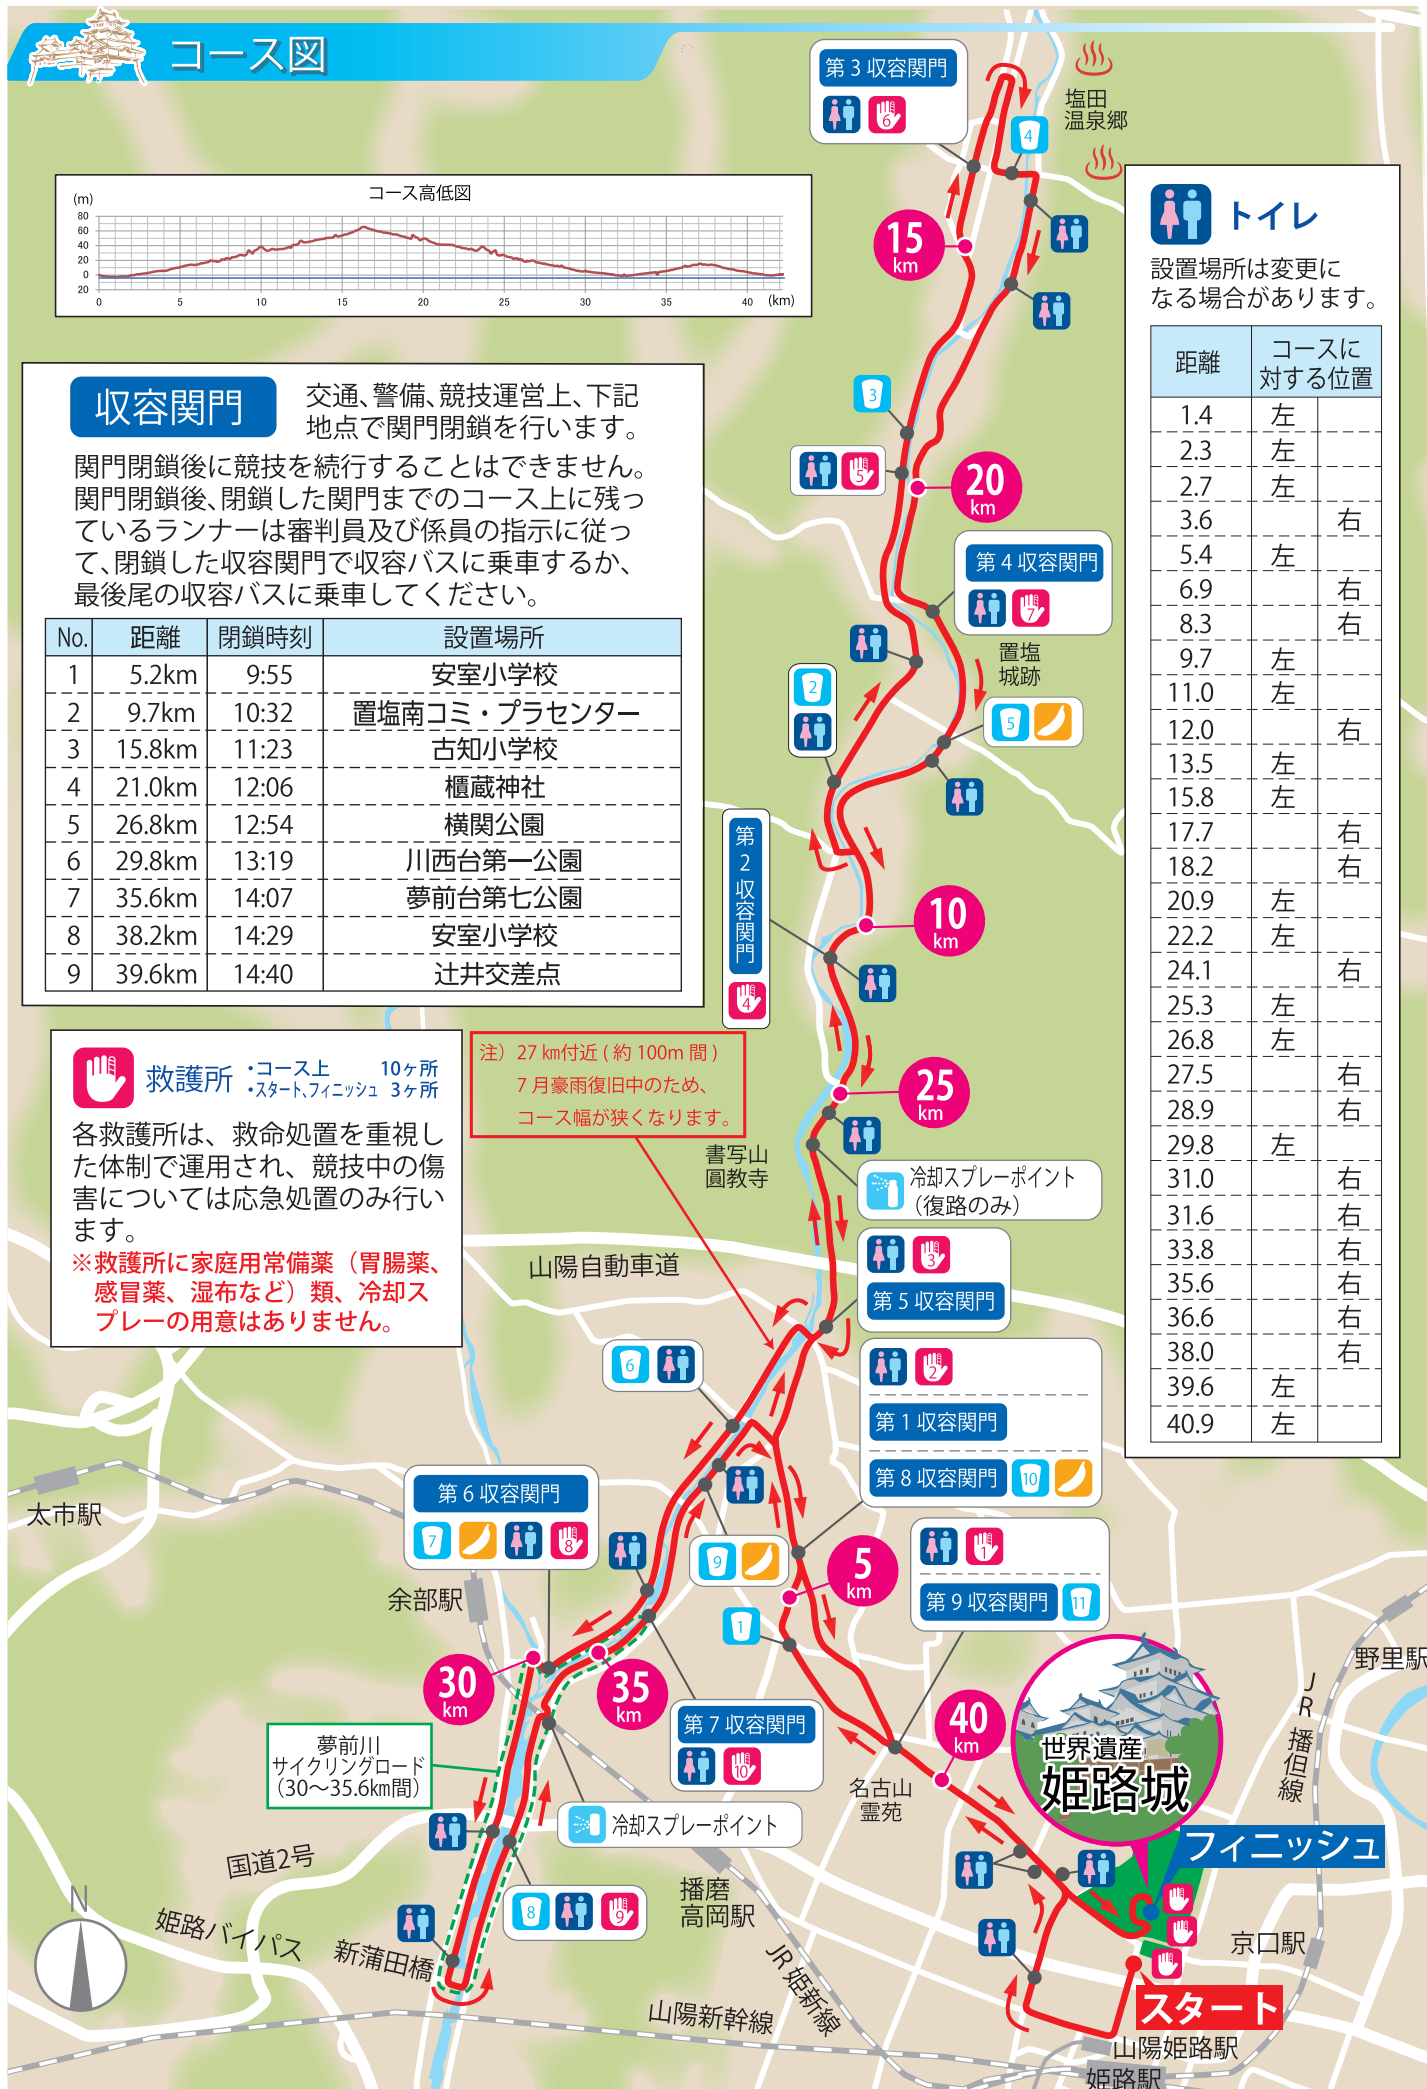 コース図
コース高低図
(m)
80
60
40
20
0
20
0 5 10 15 20 25 30 35 40 (km)
収容関門
交通、警備、競技運営上、下記
地点で関門閉鎖を行います。
関門閉鎖後に競技を続行することはできません。
関門閉鎖後、閉鎖した関門までのコース上に残っ
ているランナーは審判員及び係員の指示に従っ
て、閉鎖した収容関門で収容バスに乗車するか、
最後尾の収容バスに乗車してください。
No. 距離 閉鎖時刻 設置場所
1 5.2km 9:55 安室小学校
2 9.7km 10:32 置塩南コミ・プラセンター
3 15.8km 11:23 古知小学校
4 21.0km 12:06 櫃蔵神社
5 26.8km 12:54 横関公園
6 29.8km 13:19 川西台第一公園
7 35.6km 14:07 夢前台第七公園
8 38.2km 14:29 安室小学校
9 39.6km 14:40 辻井交差点
救護所
・コース上 10ヶ所
・スタート、フィニッシュ 3ヶ所
各救護所は、救命処置を重視し
た体制で運用され、競技中の傷
害については応急処置のみ行い
ます。
※救護所に家庭用常備薬（胃腸薬、
感冒薬、湿布など）類、冷却ス
プレーの用意はありません。
注）27㎞付近(約100m間)
7月豪雨復旧中のため、
コース幅が狭くなります。
トイレ
設置場所は変更に
なる場合があります。
距離 コースに
対する位置
1.4 左
2.3 左
2.7 左
3.6 右
5.4 左
6.9 右
8.3 右
9.7 左
11.0 左
12.0 右
13.5 左
15.8 左
17.7 右
18.2 右
20.9 左
22.2 左
24.1 右
25.3 左
26.8 左
27.5 右
28.9 右
29.8 左
31.0 右
31.6 右
33.8 右
35.6 右
36.6 右
38.0 右
39.6 左
40.9 左
第3収容関門
6
塩田
温泉郷
4
15
km
3
5
20
km
第4収容関門
7
置塩
城跡
2
5
第2収容関門
4
10
km
25
km
書写山
圓教寺
冷却スプレーポイント
（復路のみ）
山陽自動車道
3
第5収容関門
6
2
第1収容関門
第8収容関門
10
太市駅
第6収容関門
7
8
9
5
km
1
第9収容関門
11
1
余部駅
30
km
35
km
野里駅
JR播但線
40
km
世界遺産
姫路城
第7収容関門
10
夢前川
サイクリングロード
（30〜35.6㎞間）
名古山
霊苑
冷却スプレーポイント
フィニッシュ
国道2号
播磨
高岡駅
8
9
N
姫路バイパス
新蒲田橋
JR姫新線
京口駅
スタート
山陽新幹線
山陽姫路駅
姫路駅